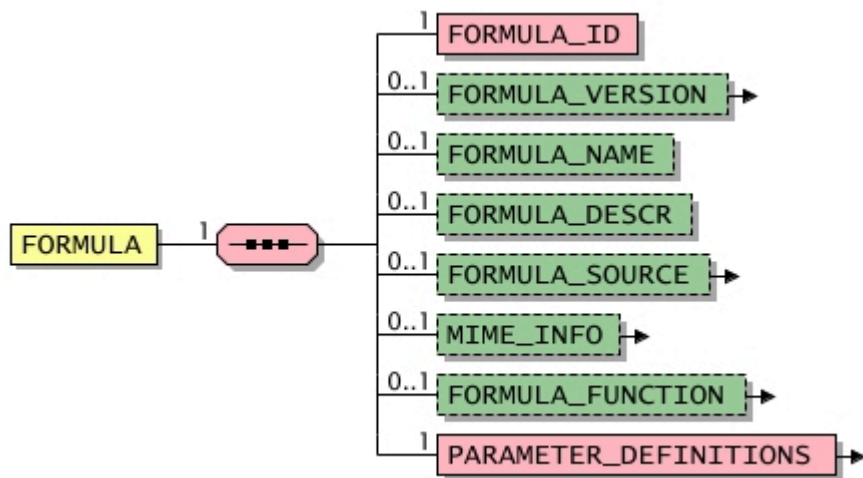 1 FORMULA_ID
0..1 FORMULA_VERSION
0..1 FORMULA_NAME
0..1 FORMULA_DESCR
FORMULA 1
0..1 FORMULA_SOURCE
0..1 MIME_INFO
0..1 FORMULA_FUNCTION
1 PARAMETER_DEFINITIONS